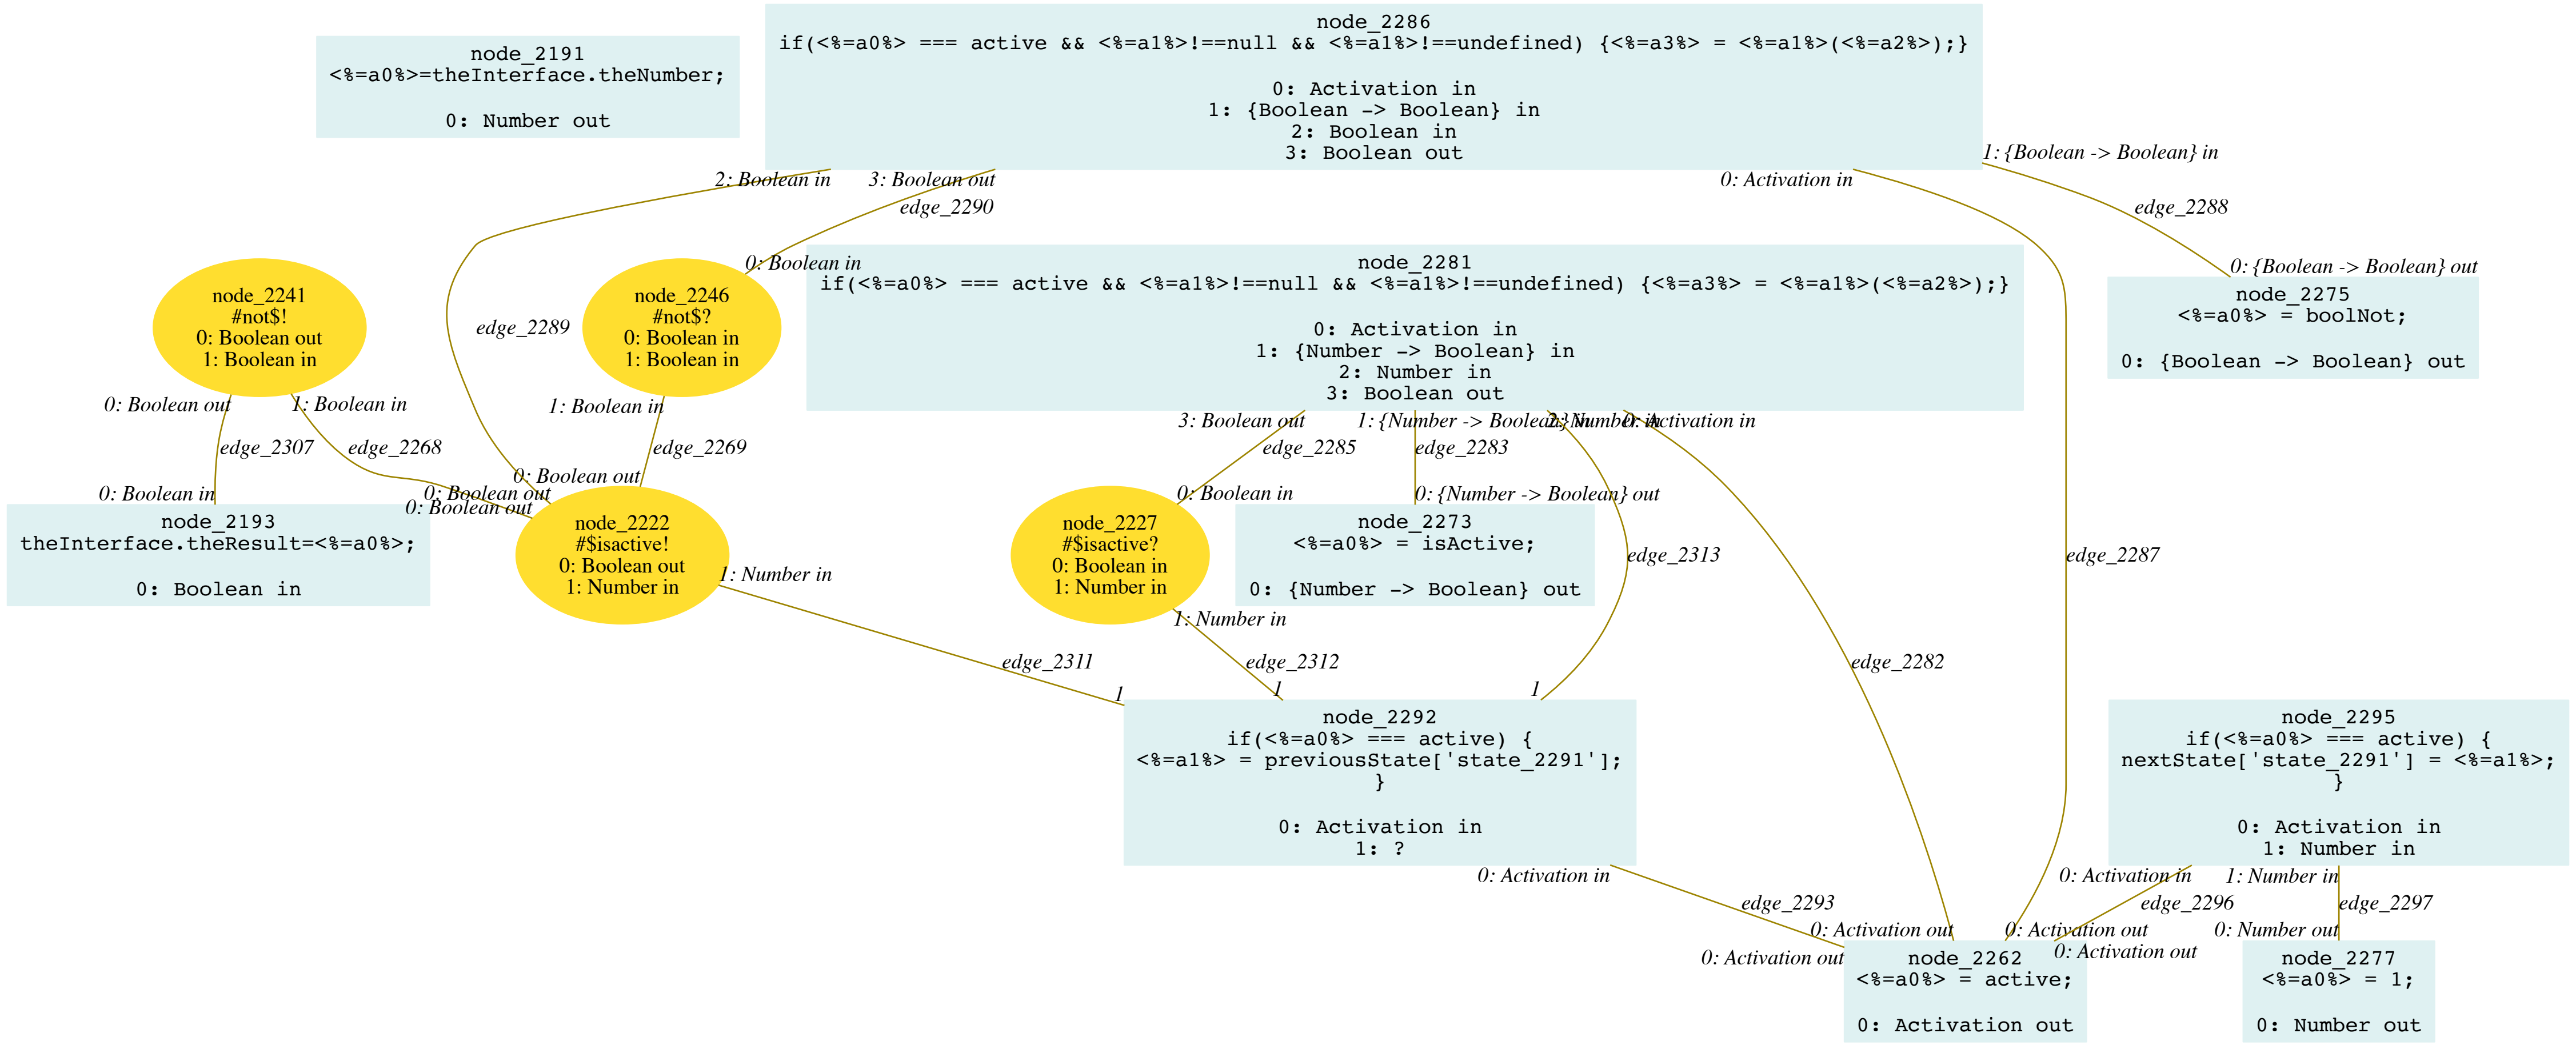 node_2286
if(<%=a0%> === active && <%=a1%>!==null && <%=a1%>!==undefined) {<%=a3%> = <%=a1%>(<%=a2%>);}
0: Activation in
1: {Boolean -> Boolean} in
2: Boolean in
3: Boolean out
node_2191
<%=a0%>=theInterface.theNumber;
0: Number out
2: Boolean in
3: Boolean out
0: Activation in
1: {Boolean -> Boolean} in
edge_2290
edge_2288
0: Boolean in
0: {Boolean -> Boolean} out
node_2241
#not$!
0: Boolean out
1: Boolean in
edge_2289
node_2246
#not$?
0: Boolean in
1: Boolean in
node_2281
if(<%=a0%> === active && <%=a1%>!==null && <%=a1%>!==undefined) {<%=a3%> = <%=a1%>(<%=a2%>);}
0: Activation in
1: {Number -> Boolean} in
2: Number in
3: Boolean out
node_2275
<%=a0%> = boolNot;
0: {Boolean -> Boolean} out
0: Boolean out
1: Boolean in
1: Boolean in
3: Boolean out
1: {Number -> Boolean} in
2: Number in
0: Activation in
edge_2307
edge_2268
edge_2269
edge_2285
edge_2283
0: Boolean in
0: Boolean out
0: Boolean out
0: Boolean out
0: Boolean in
0: {Number -> Boolean} out
node_2193
theInterface.theResult=<%=a0%>;
0: Boolean in
node_2222
#$isactive!
0: Boolean out
1: Number in
node_2227
#$isactive?
0: Boolean in
1: Number in
node_2273
<%=a0%> = isActive;
0: {Number -> Boolean} out
edge_2313
edge_2287
1: Number in
1: Number in
edge_2311
edge_2312
edge_2282
1
1
1
node_2292
if(<%=a0%> === active) {
<%=a1%> = previousState['state_2291'];
}
0: Activation in
1: ?
node_2295
if(<%=a0%> === active) {
nextState['state_2291'] = <%=a1%>;
}
0: Activation in
1: Number in
0: Activation in
0: Activation in
1: Number in
edge_2293
edge_2296
edge_2297
0: Activation out
0: Activation out
0: Number out
0: Activation out
0: Activation out
node_2262
<%=a0%> = active;
0: Activation out
node_2277
<%=a0%> = 1;
0: Number out